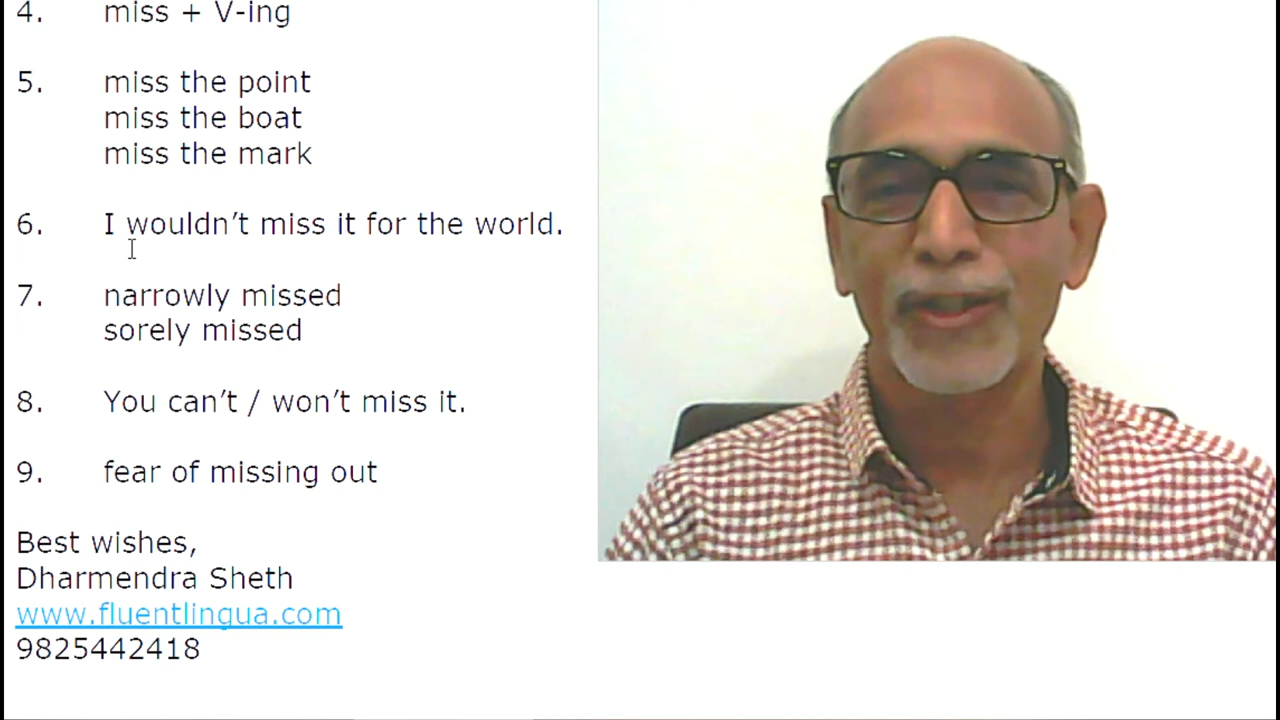 4. miss + V-ing
5. miss the point
miss the boat
miss the mark
6. I wouldn’t miss it for the world.
7. narrowly missed
sorely missed
8. You can’t / won’t miss it.
9. fear of missing out
Best wishes,
Dharmendra Sheth
www.fluentlingua.com
9825442418